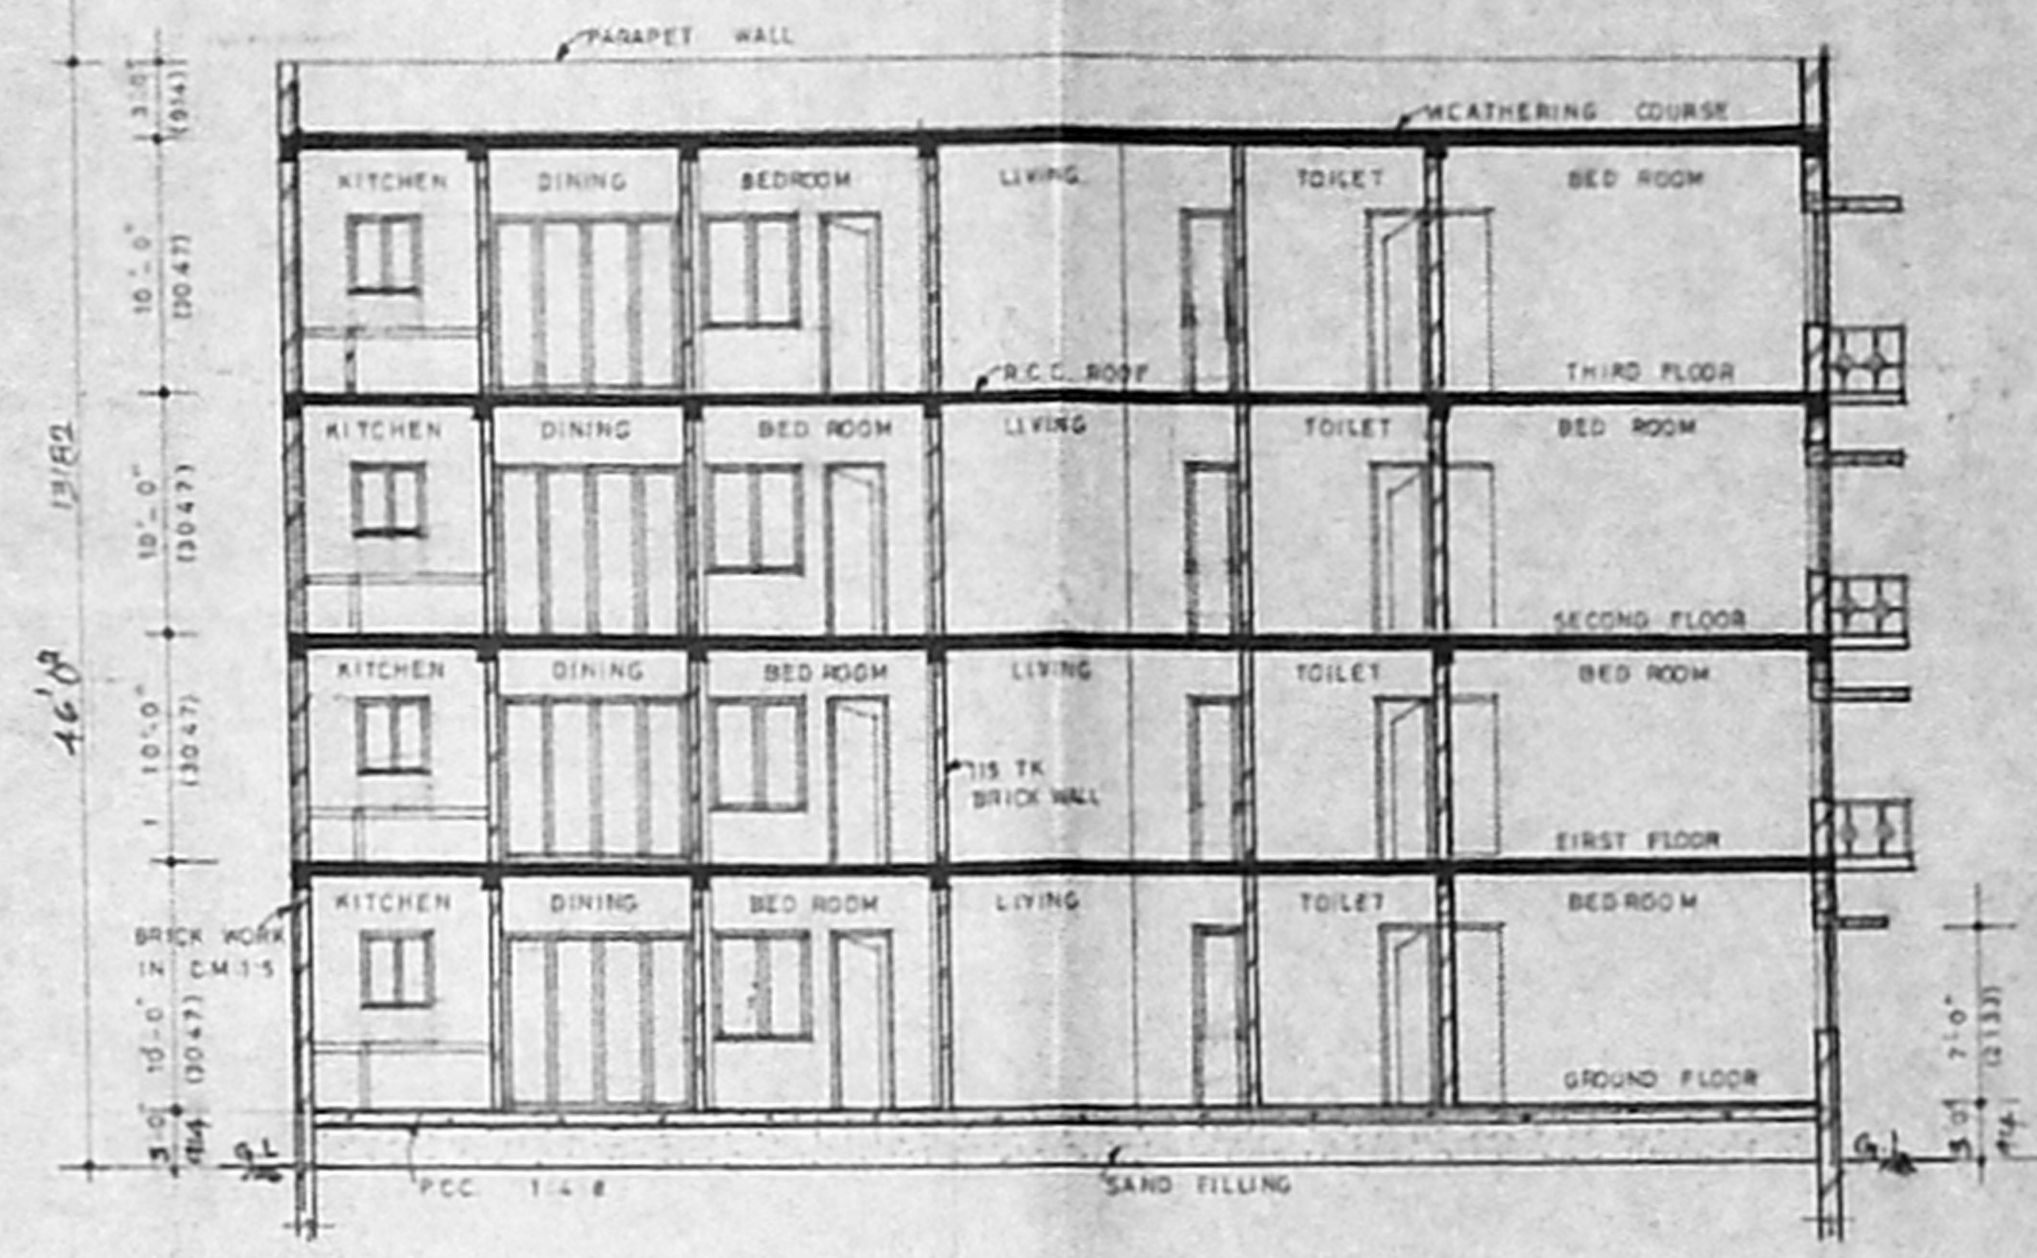 PARAPET WALL
3'.0"
(914)
WEATHERING COURSE
KITCHEN DINING BEDROOM LIVING TOILET BED ROOM
10'-0"
(3047)
R.C.C. ROOF
THIRD FLOOR
KITCHEN DINING BED ROOM LIVING TOILET BED ROOM
10'-0"
(3047)
SECOND FLOOR
46'0"
KITCHEN DINING BED ROOM LIVING TOILET BED ROOM
10'-0"
(3047)
115 TK
BRICK WALL
FIRST FLOOR
KITCHEN DINING BED ROOM LIVING TOILET BEDROOM
BRICK WORK
IN C.M 1:5
10'-0"
(3047)
7'-0"
(2133)
GROUND FLOOR
3'0"
914
G.L
3'0"
914
G.L
P.C.C. 1:4:8
SAND FILLING